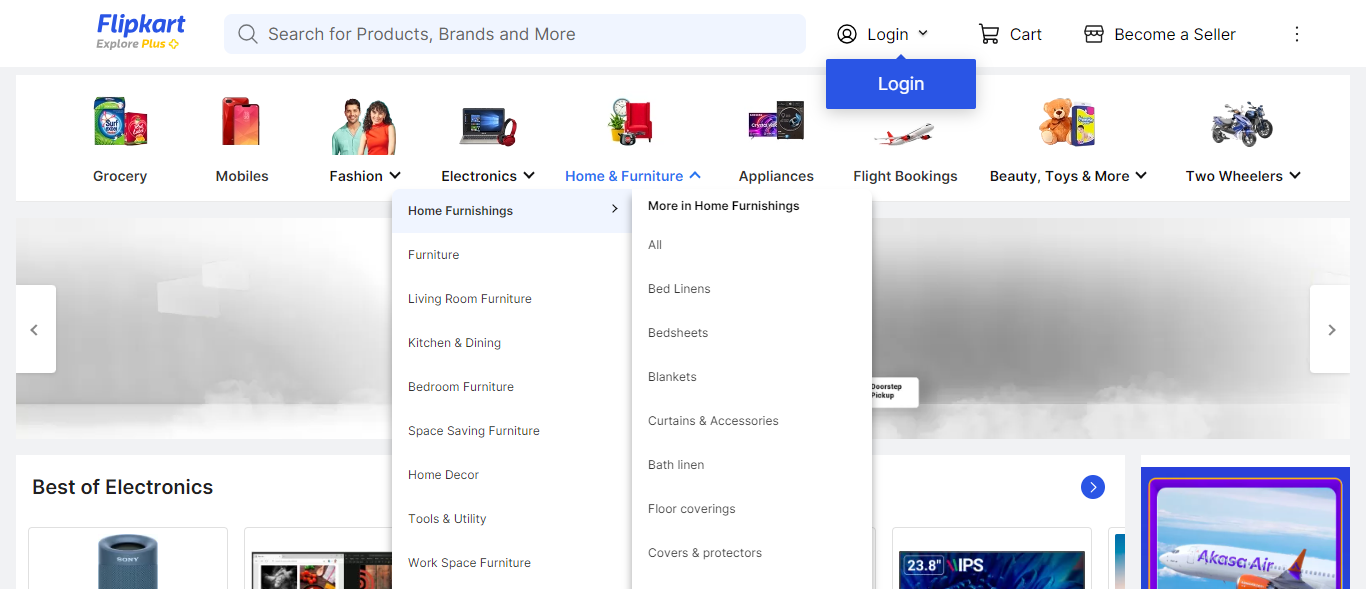 Flipkart
Explore Plus
Search for Products, Brands and More
Login
Cart
Become a Seller
Login
Surf excel
Grocery
Mobiles
Fashion
Electronics
Home & Furniture
Appliances
Flight Bookings
Beauty, Toys & More
Two Wheelers
Home Furnishings
Furniture
Living Room Furniture
Kitchen & Dining
Bedroom Furniture
Space Saving Furniture
Home Decor
Tools & Utility
Work Space Furniture
More in Home Furnishings
All
Bed Linens
Bedsheets
Blankets
Curtains & Accessories
Bath linen
Floor coverings
Covers & protectors
Doorstep
Pickup
Best of Electronics
SONY
23.8" IPS
Akasa Air